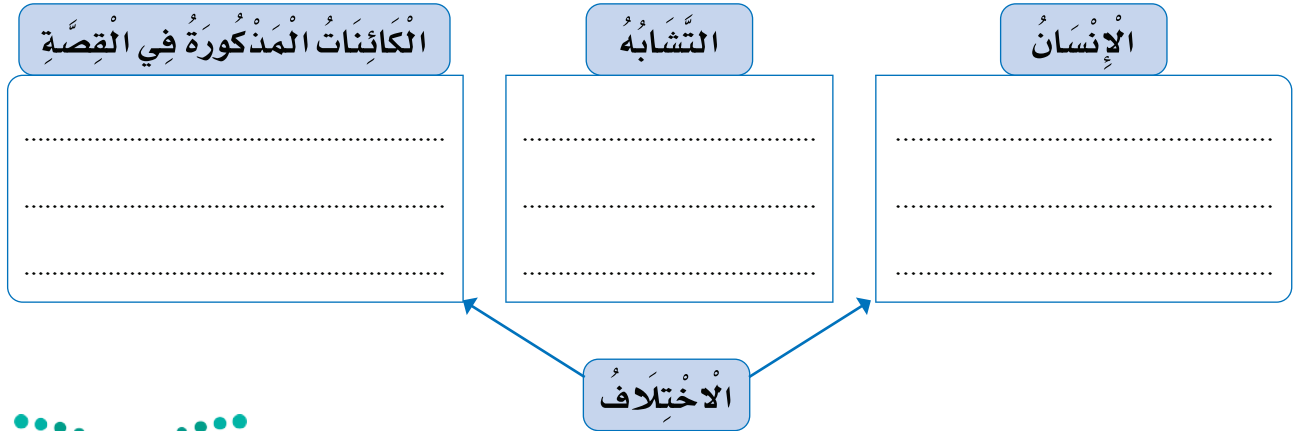 الْإِنْسَانُ
التَّشَابُهُ
الْكَائِنَاتُ الْمَذْكُورَةُ فِي الْقِصَّةِ
الْاخْتِلَافُ